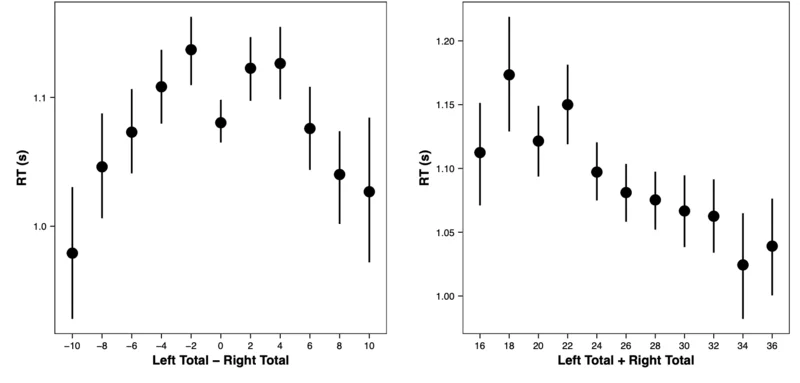 RT (s)
1.1
1.0
−10 −8 −6 −4 −2 0 2 4 6 8 10
Left Total − Right Total
RT (s)
1.20
1.15
1.10
1.05
1.00
16 18 20 22 24 26 28 30 32 34 36
Left Total + Right Total